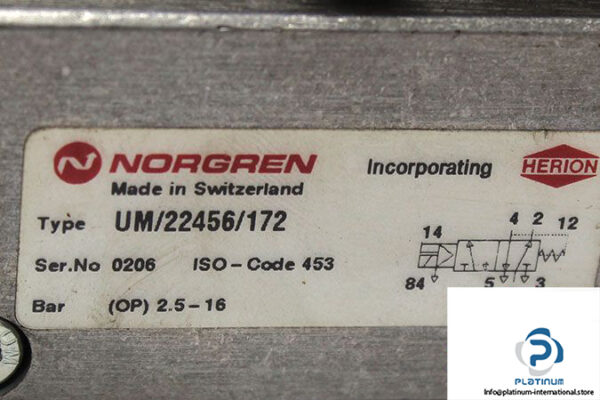 NORGREN
Made in Switzerland
Incorporating
HERION
Type UM/22456/172
Ser.No 0206 ISO-Code 453
Bar (OP) 2.5-16
4 2 12
14
84 5 3
PLATINUM
Info@platinum-international.store